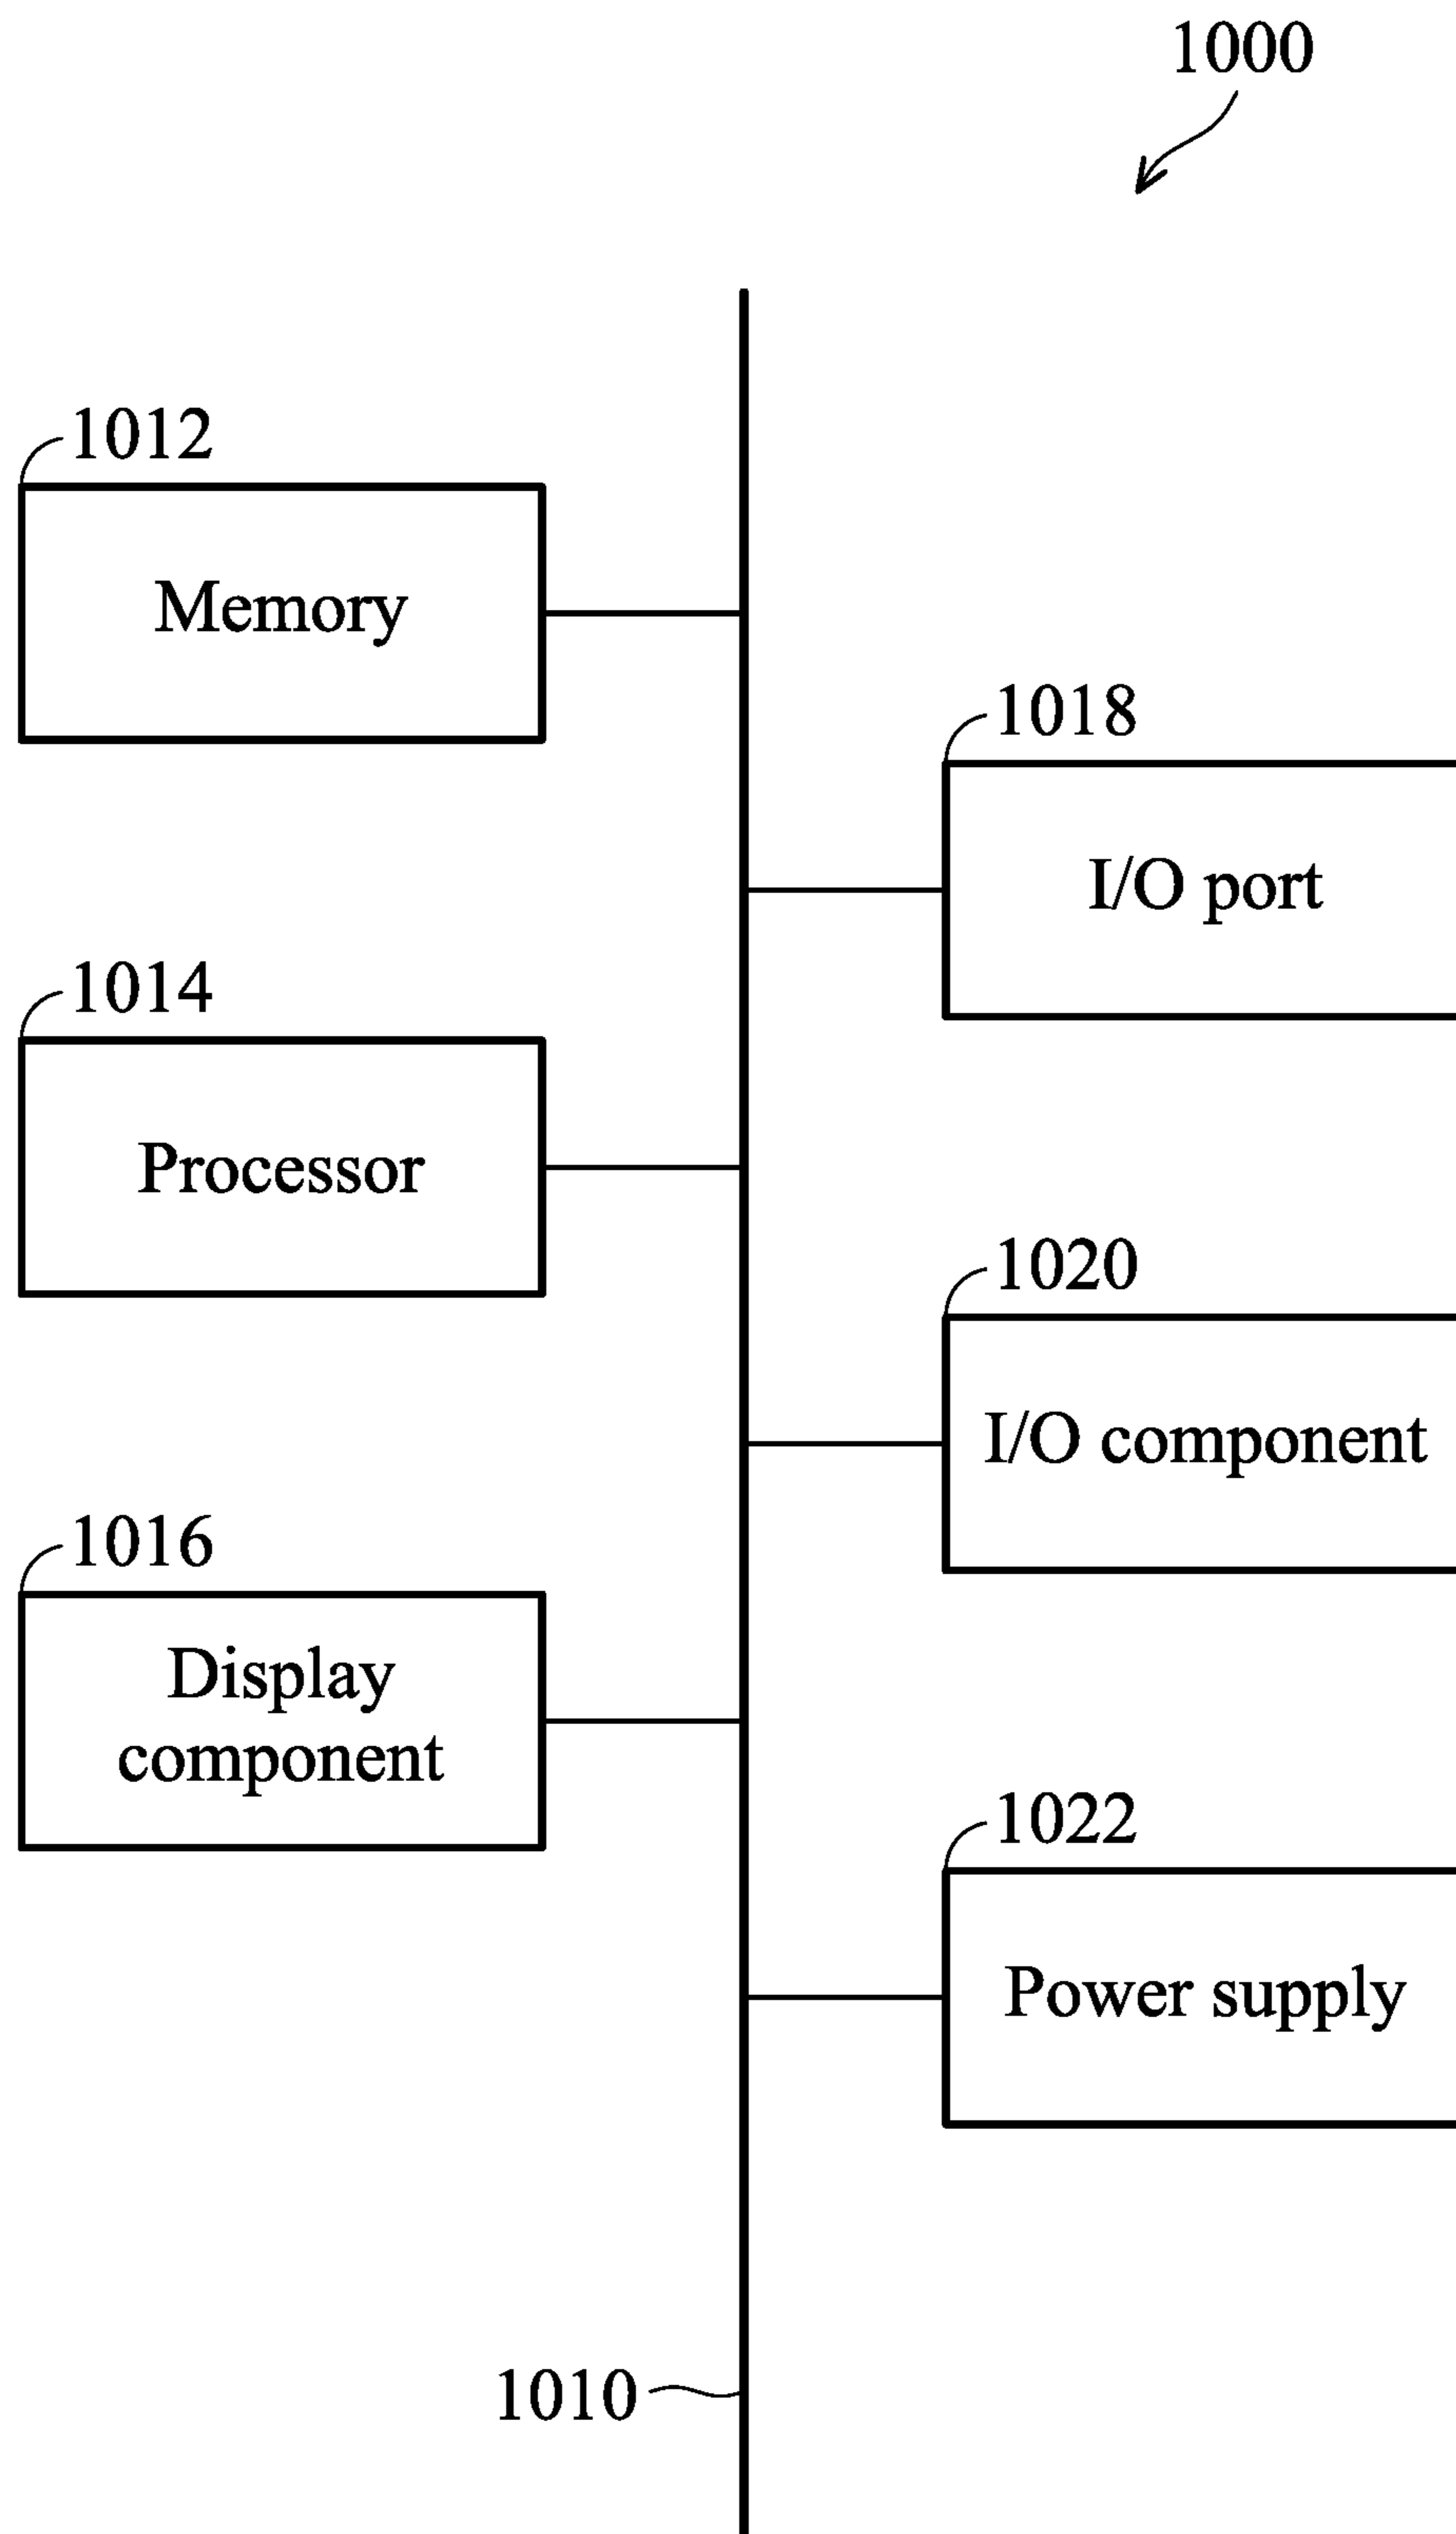 1000
1012
Memory
1018
I/O port
1014
Processor
1020
I/O component
1016
Display
component
1022
Power supply
1010